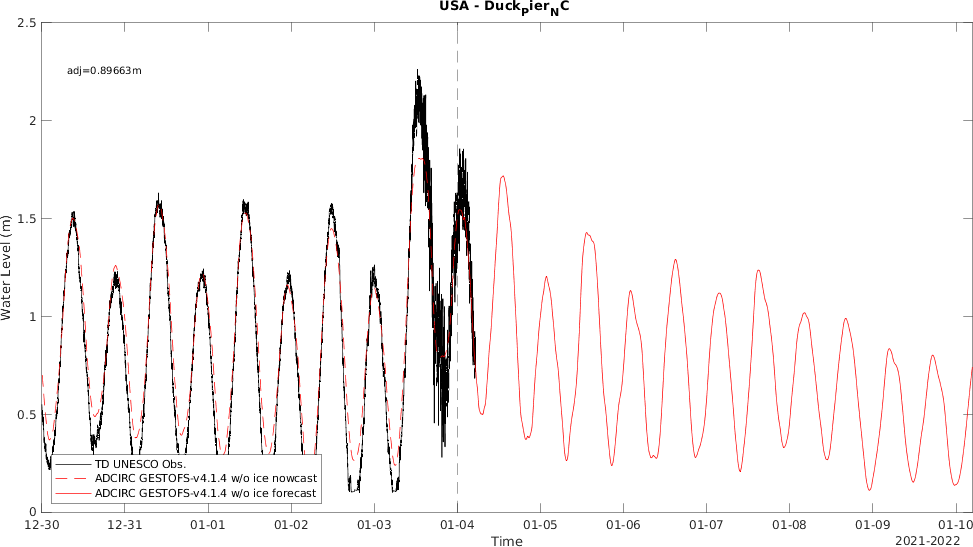 USA - DuckPierNC
2.5
adj=0.89663m
2
1.5
Water Level (m)
1
0.5
TD UNESCO Obs.
ADCIRC GESTOFS-v4.1.4 w/o ice nowcast
ADCIRC GESTOFS-v4.1.4 w/o ice forecast
0
12-30 12-31 01-01 01-02 01-03 01-04 01-05 01-06 01-07 01-08 01-09 01-10
Time
2021-2022